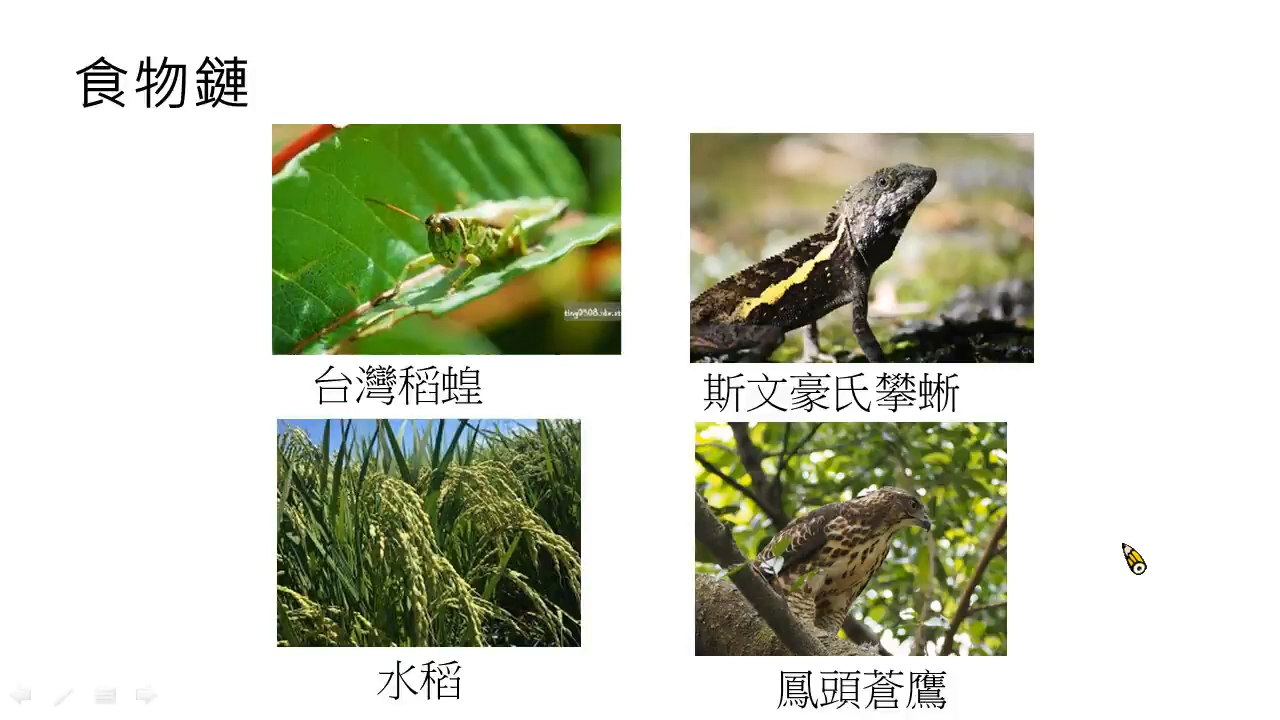 食物鏈
台灣稻蝗
斯文豪氏攀蜥
水稻
鳳頭蒼鷹